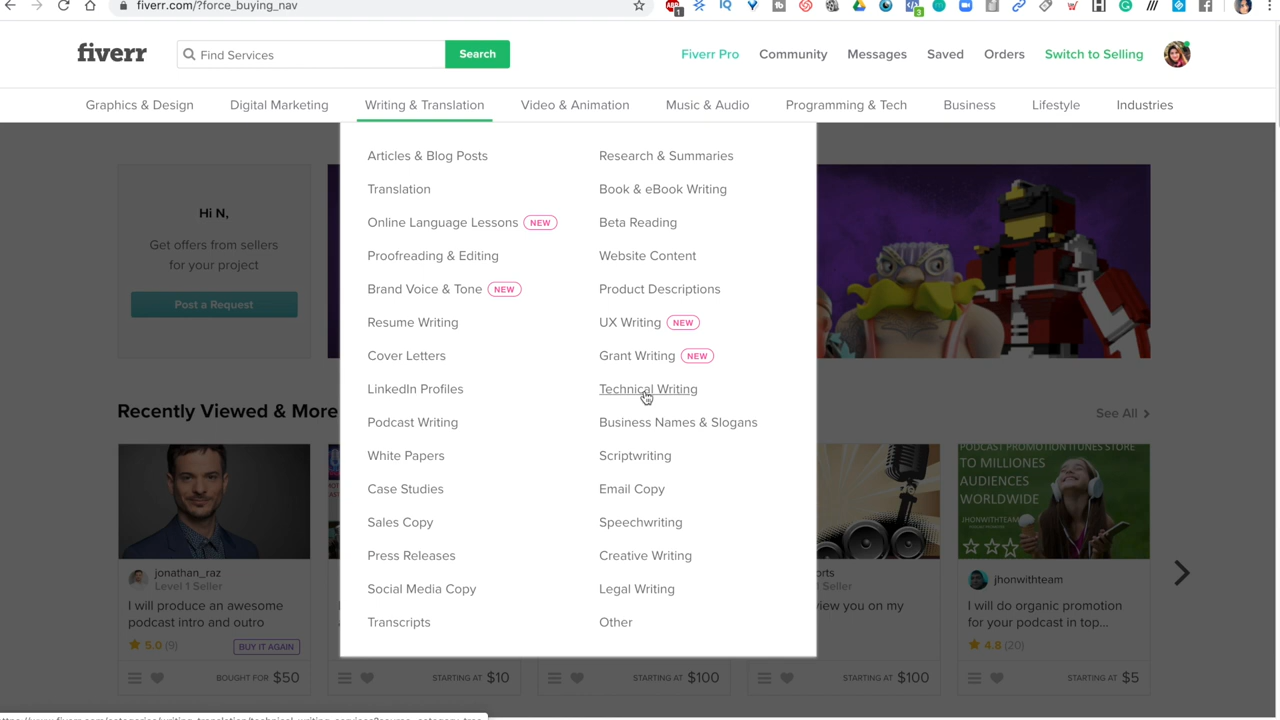 fiverr.com/?force_buying_nav
1
3
fiverr
Find Services
Search
Fiverr Pro
Community
Messages
Saved
Orders
Switch to Selling
Graphics & Design
Digital Marketing
Writing & Translation
Video & Animation
Music & Audio
Programming & Tech
Business
Lifestyle
Industries
Hi N,
Get offers from sellers
for your project
Post a Request
Articles & Blog Posts
Translation
Online Language Lessons NEW
Proofreading & Editing
Brand Voice & Tone NEW
Resume Writing
Cover Letters
LinkedIn Profiles
Podcast Writing
White Papers
Case Studies
Sales Copy
Press Releases
Social Media Copy
Transcripts
Research & Summaries
Book & eBook Writing
Beta Reading
Website Content
Product Descriptions
UX Writing NEW
Grant Writing NEW
Technical Writing
Business Names & Slogans
Scriptwriting
Email Copy
Speechwriting
Creative Writing
Legal Writing
Other
Recently Viewed & More
See All
jonathan_raz
Level 1 Seller
I will produce an awesome
podcast intro and outro
5.0 (9)
BUY IT AGAIN
BOUGHT FOR $50
STARTING AT $10
STARTING AT $100
Seller
view you on my
STARTING AT $100
PODCAST PROMOTION ITUNES STORE
TO MILLIONES
AUDIENCES
WORLDWIDE
JHONWITHTEAM
jhonwithteam
I will do organic promotion
for your podcast in top...
4.8 (20)
STARTING AT $5